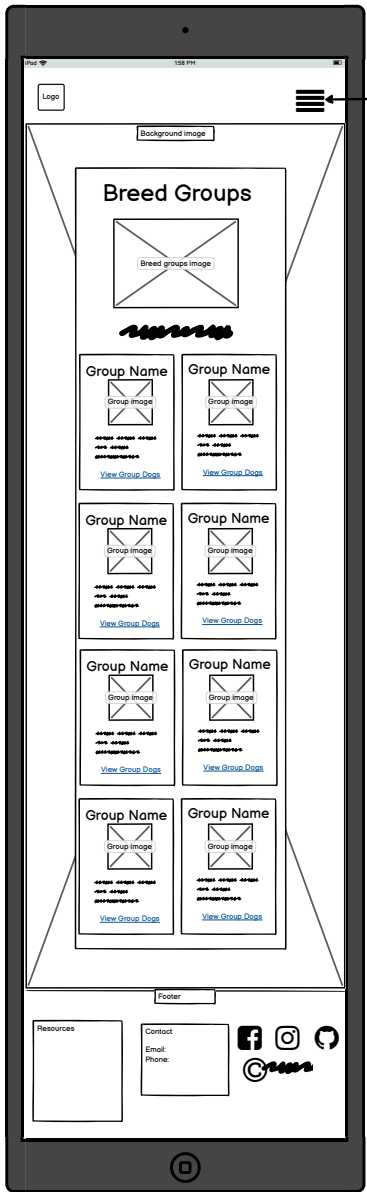 iPad 1:58 PM
Logo
Background image
Breed Groups
Breed groups image
Group Name Group Name
Group image Group image
View Group Dogs View Group Dogs
Group Name Group Name
Group image Group image
View Group Dogs View Group Dogs
Group Name Group Name
Group image Group image
View Group Dogs View Group Dogs
Group Name Group Name
Group image Group image
View Group Dogs View Group Dogs
Footer
Resources
Contact
Email:
Phone:
©